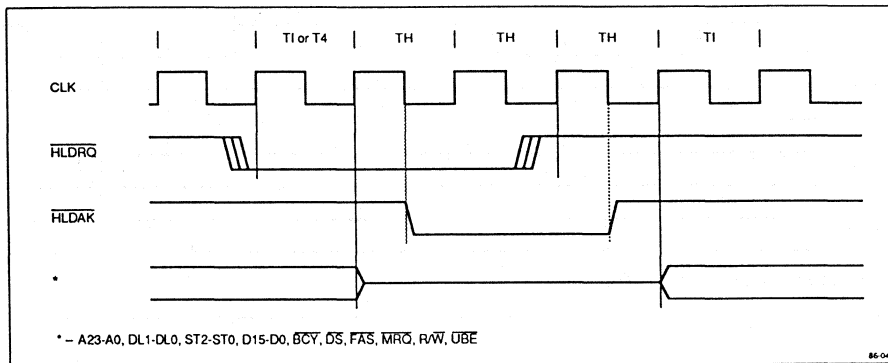 TI or T4 TH TH TH TI
CLK
HLDRQ
HLDAK
*
* – A23-A0, DL1-DL0, ST2-ST0, D15-D0, BCY, DS, FAS, MRQ, R/W, UBE